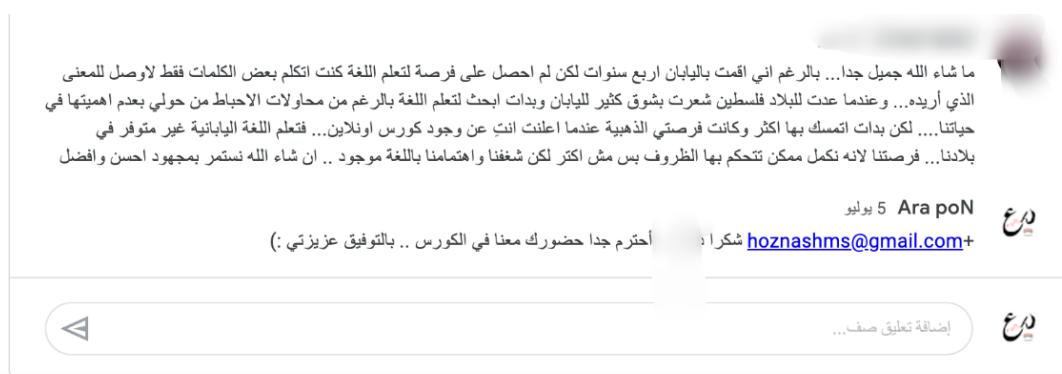 ما شاء الله جميل جدا... بالرغم اني اقمت باليابان اربع سنوات لكن لم احصل على فرصة لتعلم اللغة كنت اتكلم بعض الكلمات فقط لاوصل للمعنى
الذي أريده... وعندما عدت للبلاد فلسطين شعرت بشوق كثير لليابان وبدات ابحث لتعلم اللغة بالرغم من محاولات الاحباط من حولي بعدم اهميتها في
حياتنا.... لكن بدات اتمسك بها اكثر وكانت فرصتي الذهبية عندما اعلنت انتِ عن وجود كورس اونلاين... فتعلم اللغة اليابانية غير متوفر في
بلادنا... فرصتنا لانه نكمل ممكن تتحكم بها الظروف بس مش اكتر لكن شغفنا واهتمامنا باللغة موجود .. ان شاء الله نستمر بمجهود احسن وافضل
Ara poN 5 يوليو
+hoznashms@gmail.com شكرا أحترم جدا حضورك معنا في الكورس .. بالتوفيق عزيزتي :)
إضافة تعليق صف...